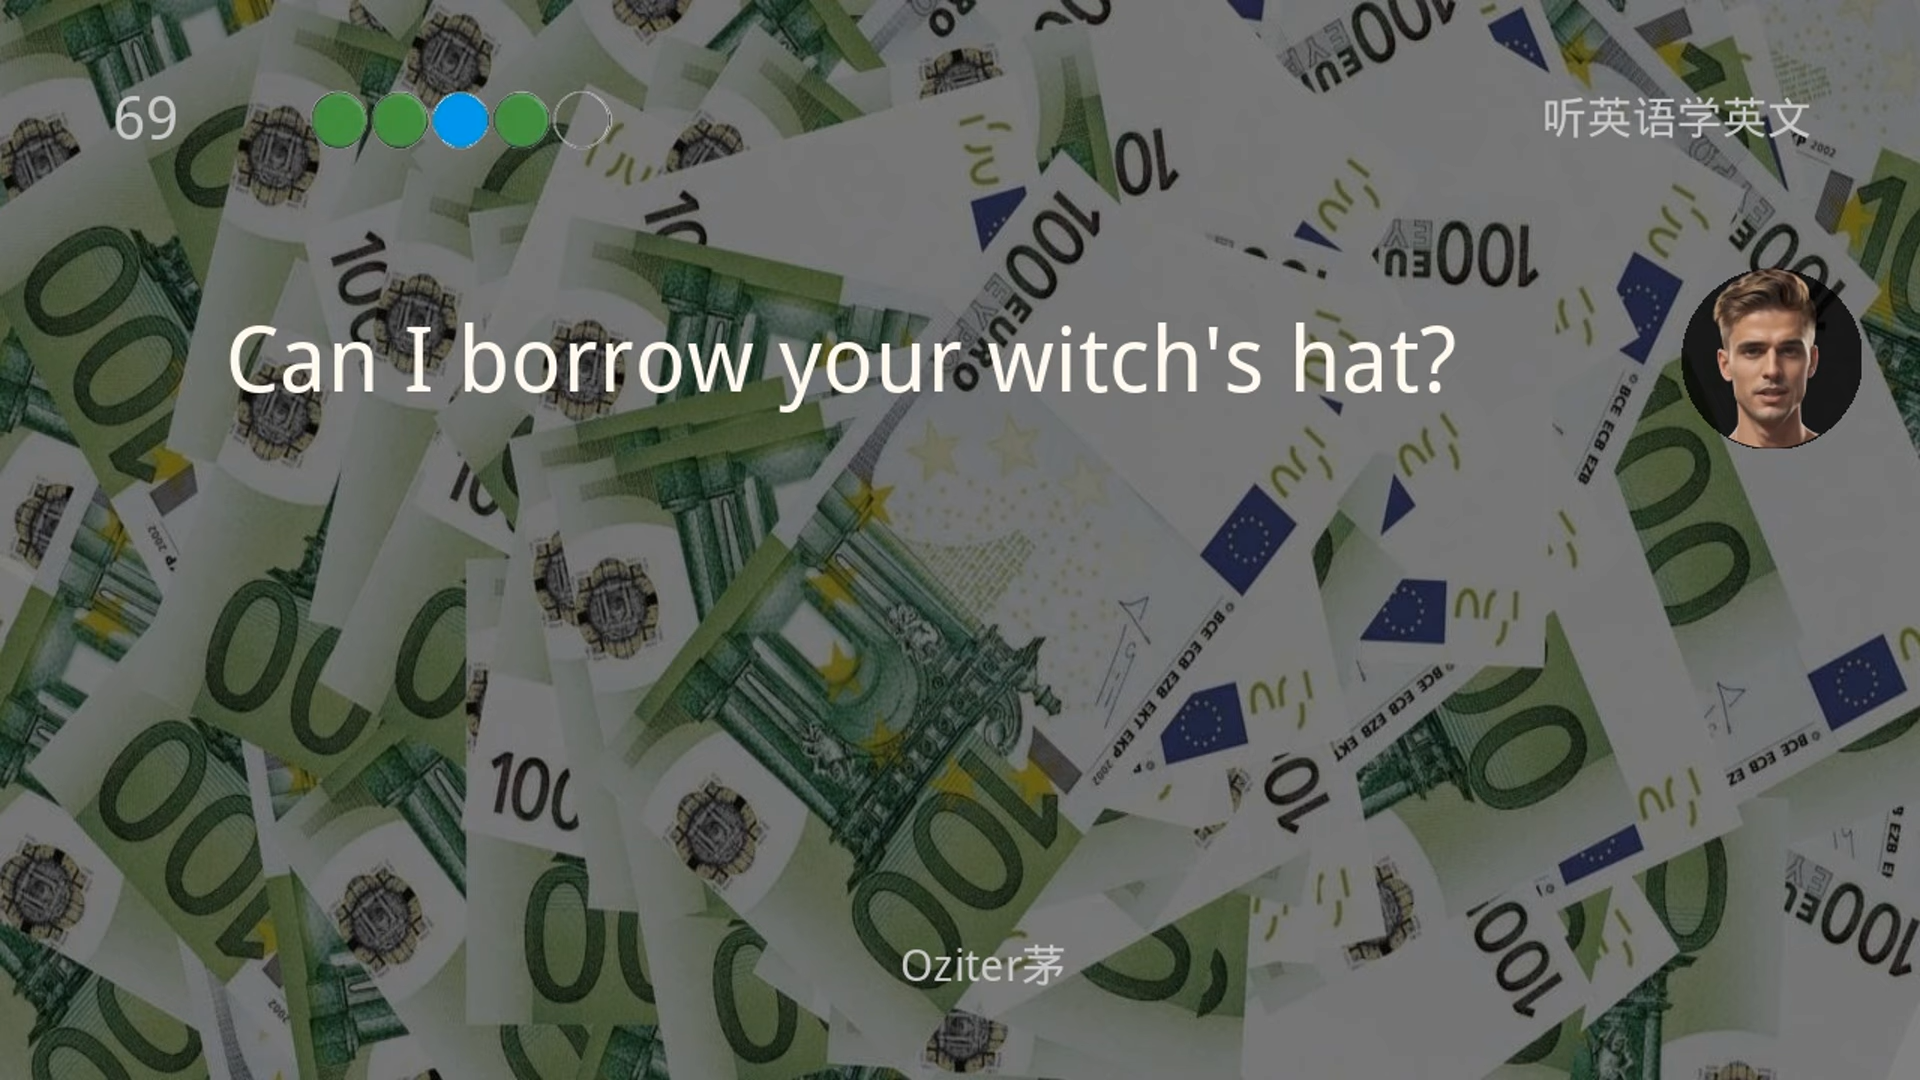 69
听英语学英文
Can I borrow your witch's hat?
Oziter茅